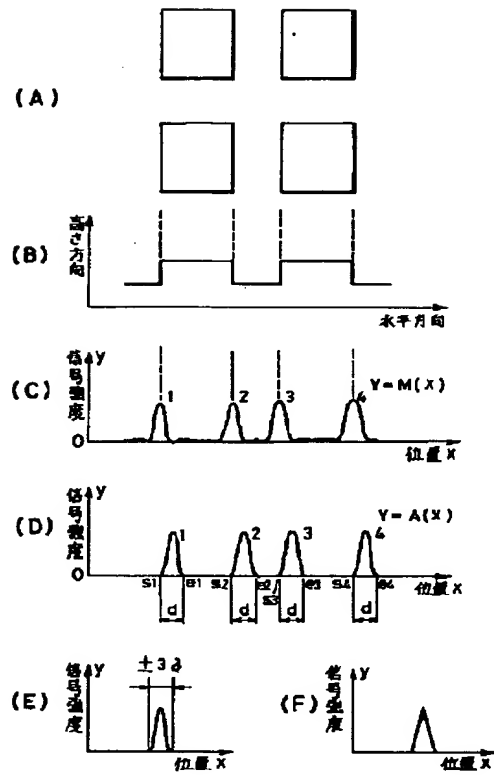 (A)
(B)
高さ方向
水平方向
(C)
信号強度
Y
0
1
2
3
4
Y=M(X)
位置 X
(D)
信号強度
Y
0
1
2
3
4
Y=A(X)
S1
e1
S2
e2/S3
e3
S4
e4
位置 X
d
d
d
d
(E)
信号強度
Y
位置 X
(F)
信号強度
Y
位置 X